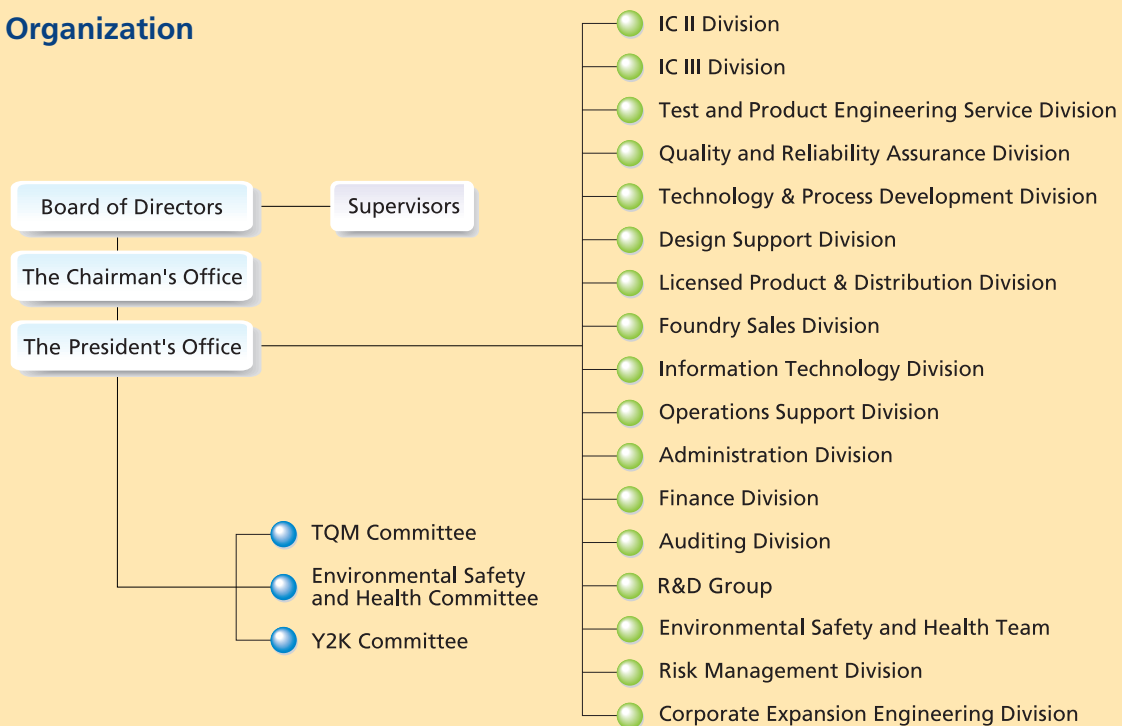 Organization
Board of Directors
Supervisors
The Chairman's Office
The President's Office
TQM Committee
Environmental Safety
and Health Committee
Y2K Committee
IC II Division
IC III Division
Test and Product Engineering Service Division
Quality and Reliability Assurance Division
Technology & Process Development Division
Design Support Division
Licensed Product & Distribution Division
Foundry Sales Division
Information Technology Division
Operations Support Division
Administration Division
Finance Division
Auditing Division
R&D Group
Environmental Safety and Health Team
Risk Management Division
Corporate Expansion Engineering Division